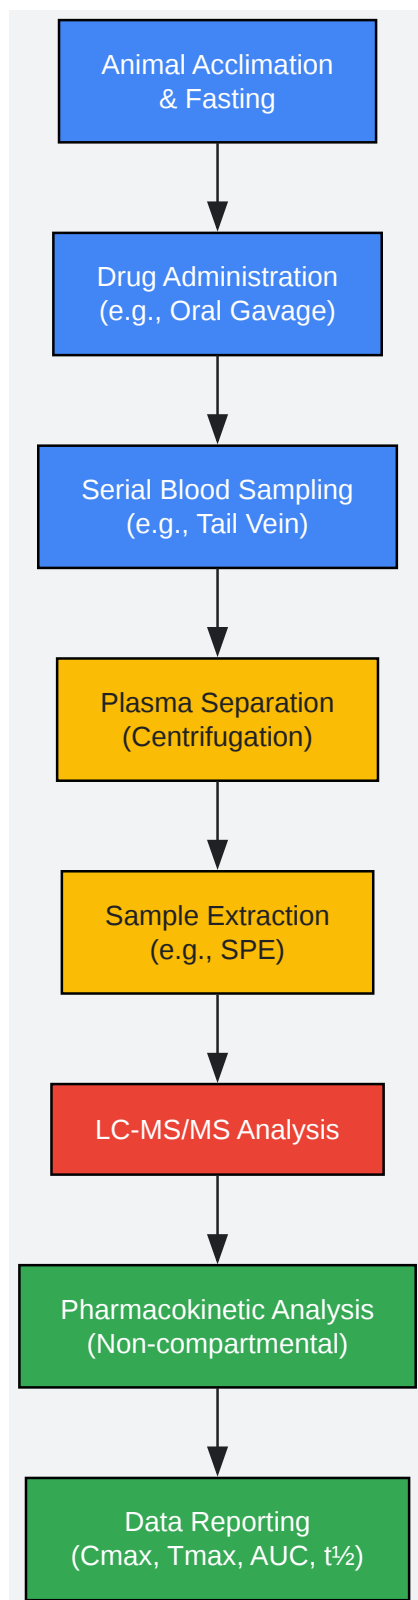 Animal Acclimation
& Fasting
Drug Administration
(e.g., Oral Gavage)
Serial Blood Sampling
(e.g., Tail Vein)
Plasma Separation
(Centrifugation)
Sample Extraction
(e.g., SPE)
LC-MS/MS Analysis
Pharmacokinetic Analysis
(Non-compartmental)
Data Reporting
(Cmax, Tmax, AUC, t½)